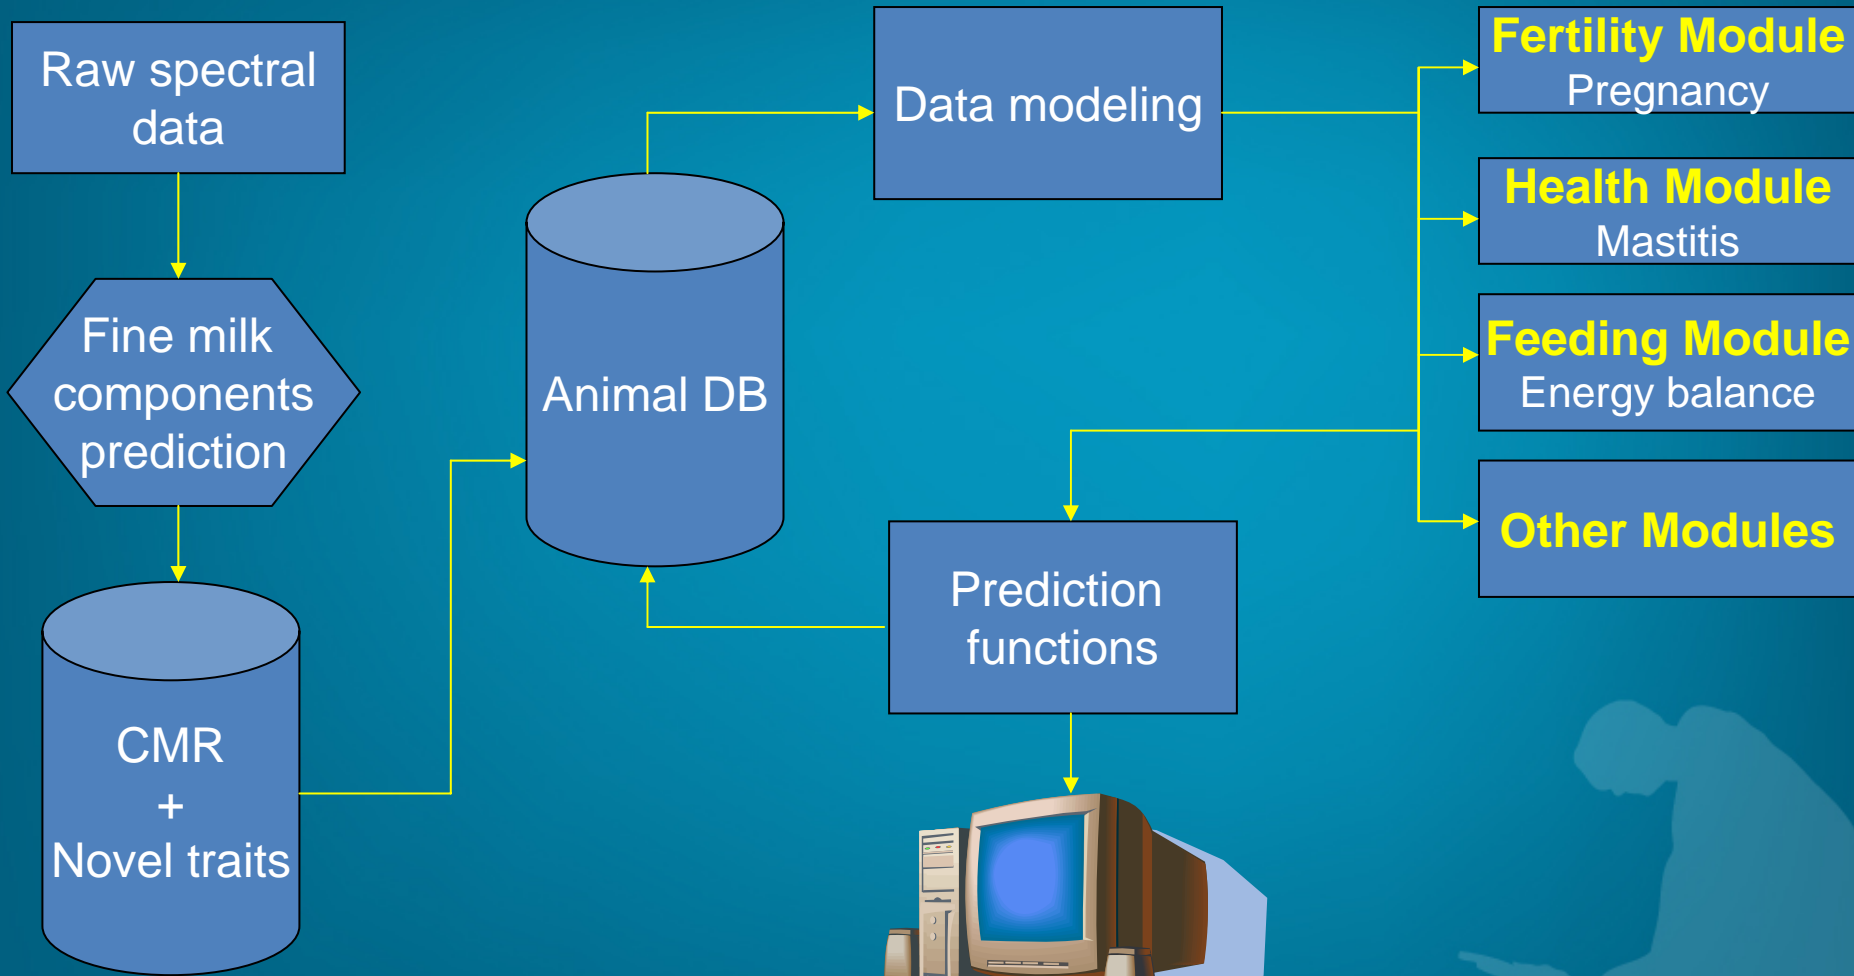 Raw spectral
data
Fine milk
components
prediction
CMR
+
Novel traits
Animal DB
Data modeling
Prediction
functions
Fertility Module
Pregnancy
Health Module
Mastitis
Feeding Module
Energy balance
Other Modules